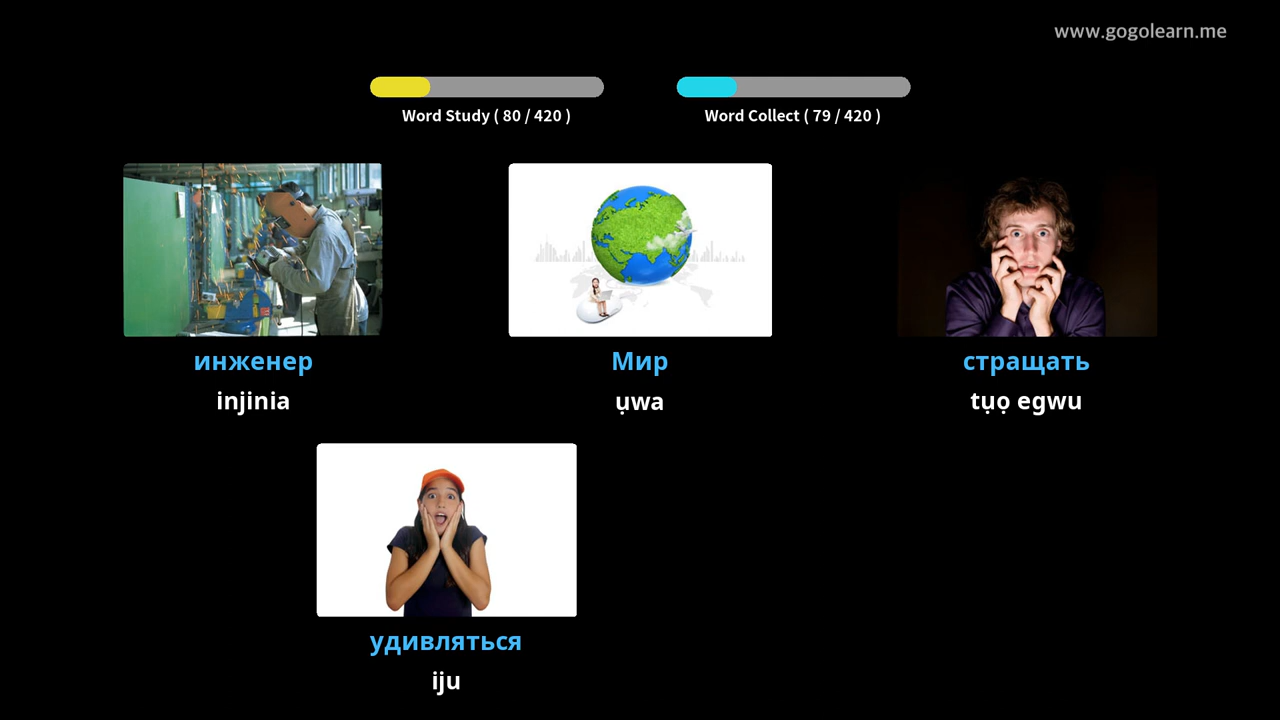 www.gogolearn.me
Word Study ( 80 / 420 )
Word Collect ( 79 / 420 )
инженер
injinia
Мир
ụwa
стращать
tụọ egwu
удивляться
iju